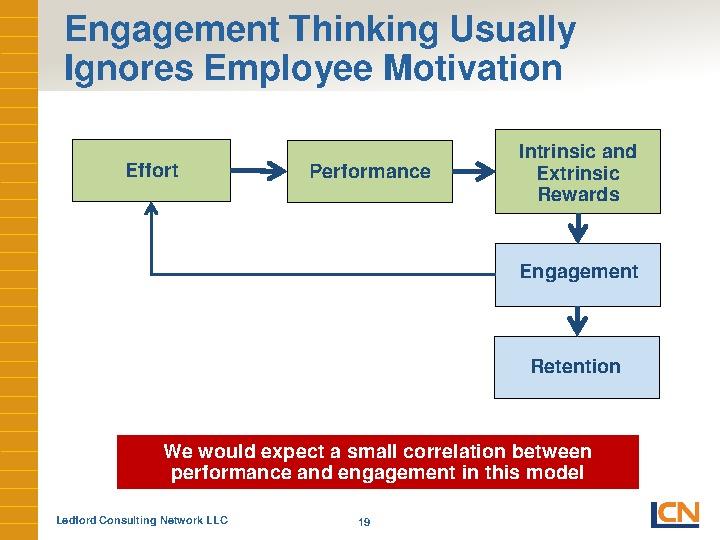 Engagement Thinking Usually
Ignores Employee Motivation
Effort
Performance
Intrinsic and
Extrinsic
Rewards
Engagement
Retention
We would expect a small correlation between
performance and engagement in this model
Ledford Consulting Network LLC
19
LCN